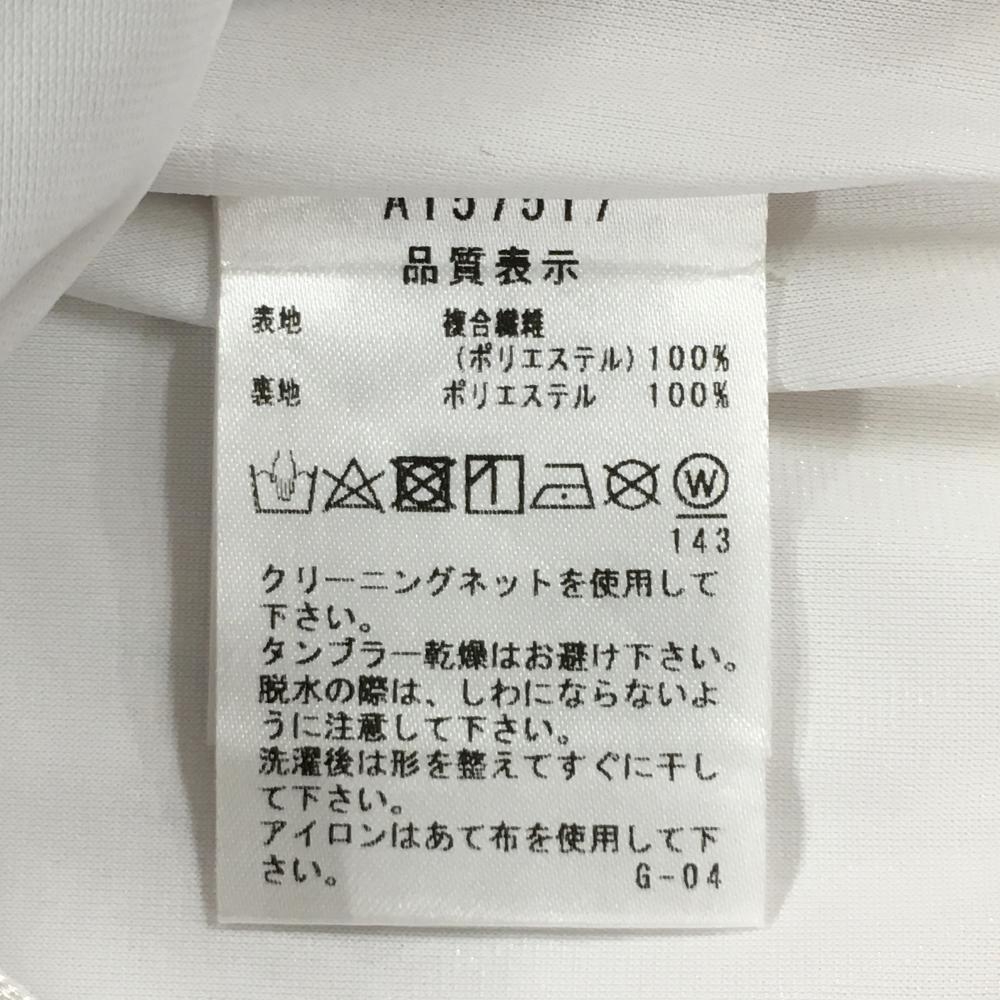 A157517
品質表示
表地 複合繊維
(ポリエステル)100%
裏地 ポリエステル 100%
W
143
クリーニングネットを使用して
下さい。
タンブラー乾燥はお避け下さい。
脱水の際は、しわにならないよ
うに注意して下さい。
洗濯後は形を整えてすぐに干し
て下さい。
アイロンはあて布を使用して下
さい。 G-04